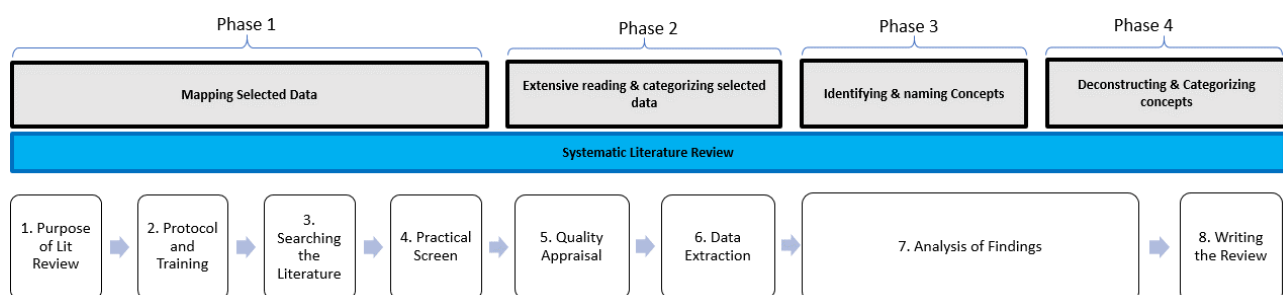 Phase 1
Phase 2
Phase 3
Phase 4
Mapping Selected Data
Extensive reading & categorizing selected
data
Identifying & naming Concepts
Deconstructing & Categorizing
concepts
Systematic Literature Review
1. Purpose
of Lit
Review
2. Protocol
and
Training
3.
Searching
the
Literature
4. Practical
Screen
5. Quality
Appraisal
6. Data
Extraction
7. Analysis of Findings
8. Writing
the Review